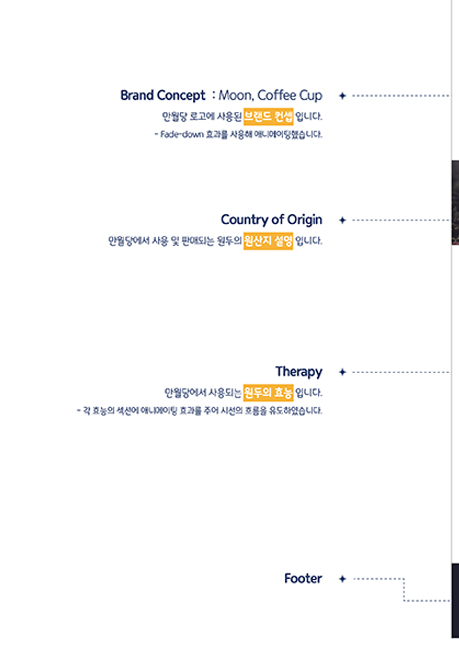 Brand Concept : Moon, Coffee Cup
만월당 로고에 사용된 브랜드 컨셉 입니다.
- Fade-down 효과를 사용해 애니메이팅했습니다.
Country of Origin
만월당에서 사용 및 판매되는 원두의 원산지 설명 입니다.
Therapy
만월당에서 사용되는 원두의 효능 입니다.
- 각 효능의 섹션에 애니메이팅 효과를 주어 시선의 흐름을 유도하였습니다.
Footer